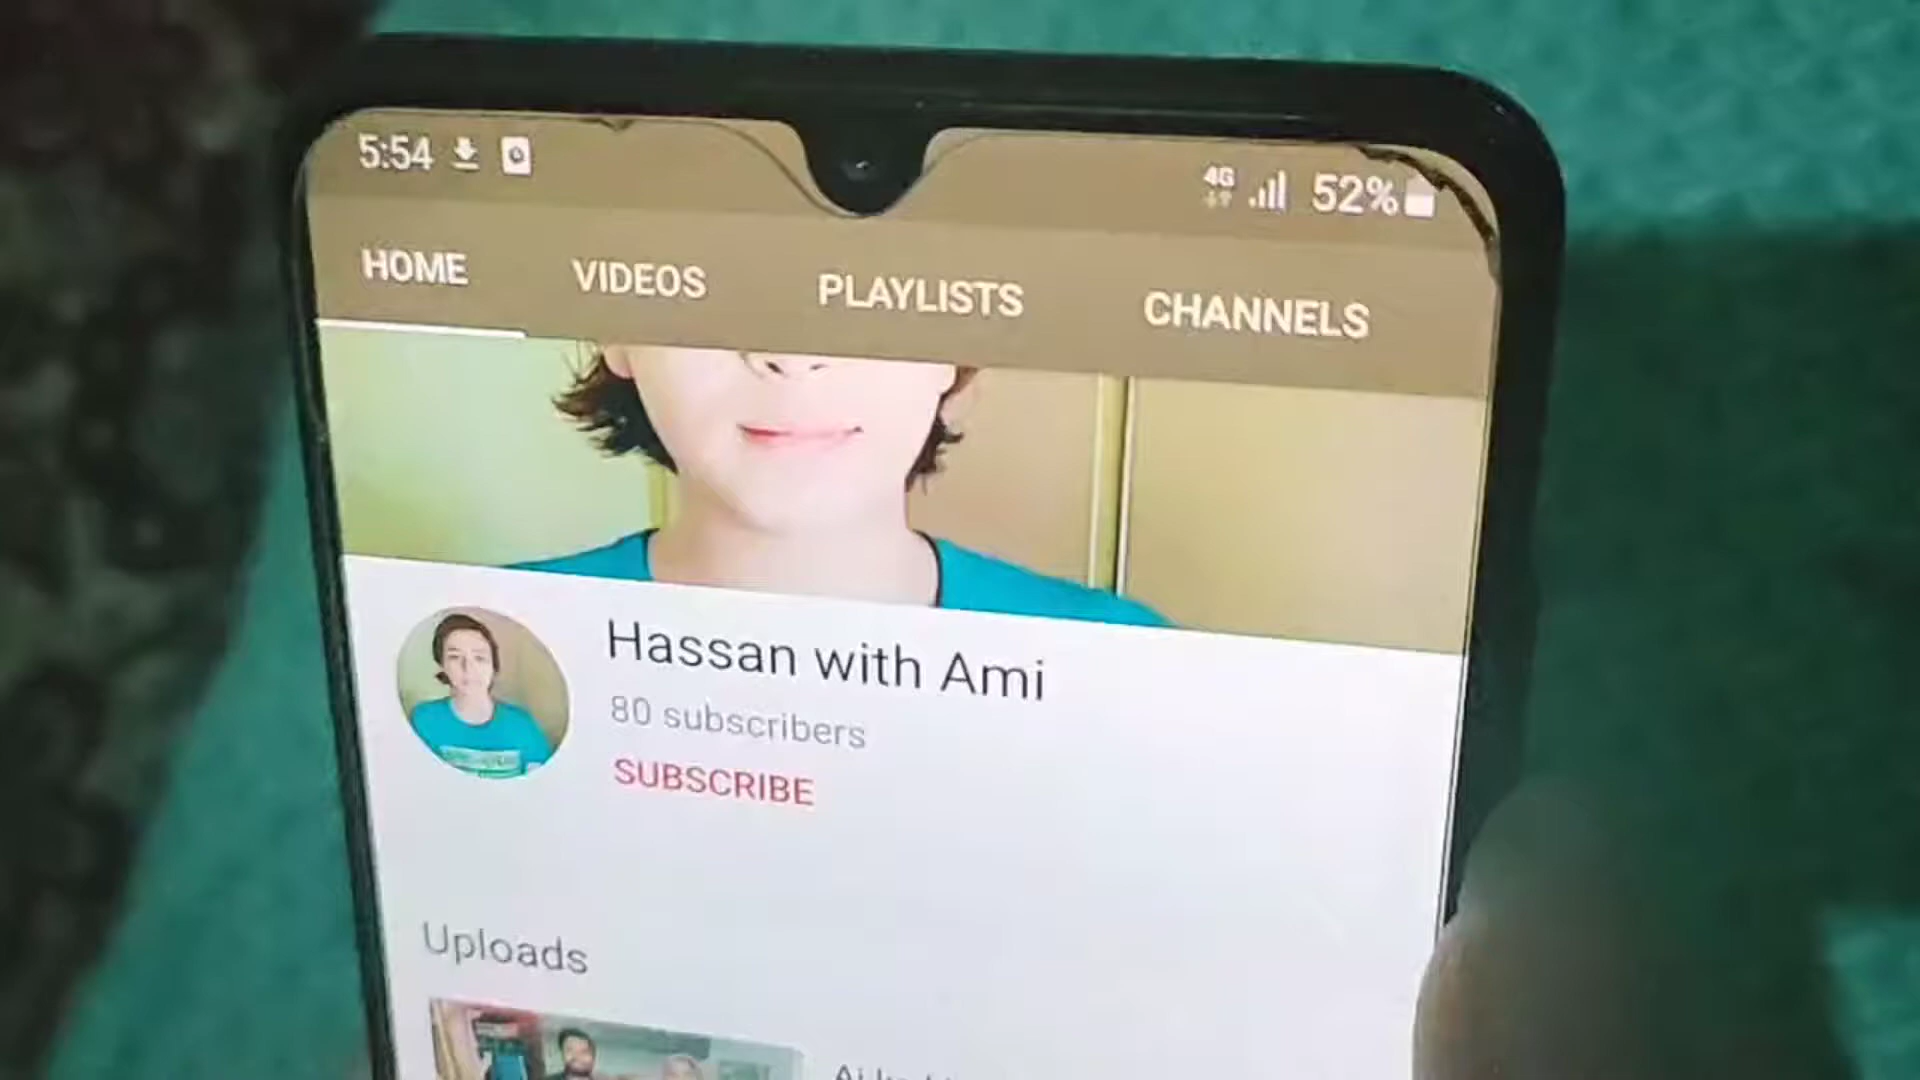 5:54
4G 52%
HOME VIDEOS PLAYLISTS CHANNELS
Hassan with Ami
80 subscribers
SUBSCRIBE
Uploads